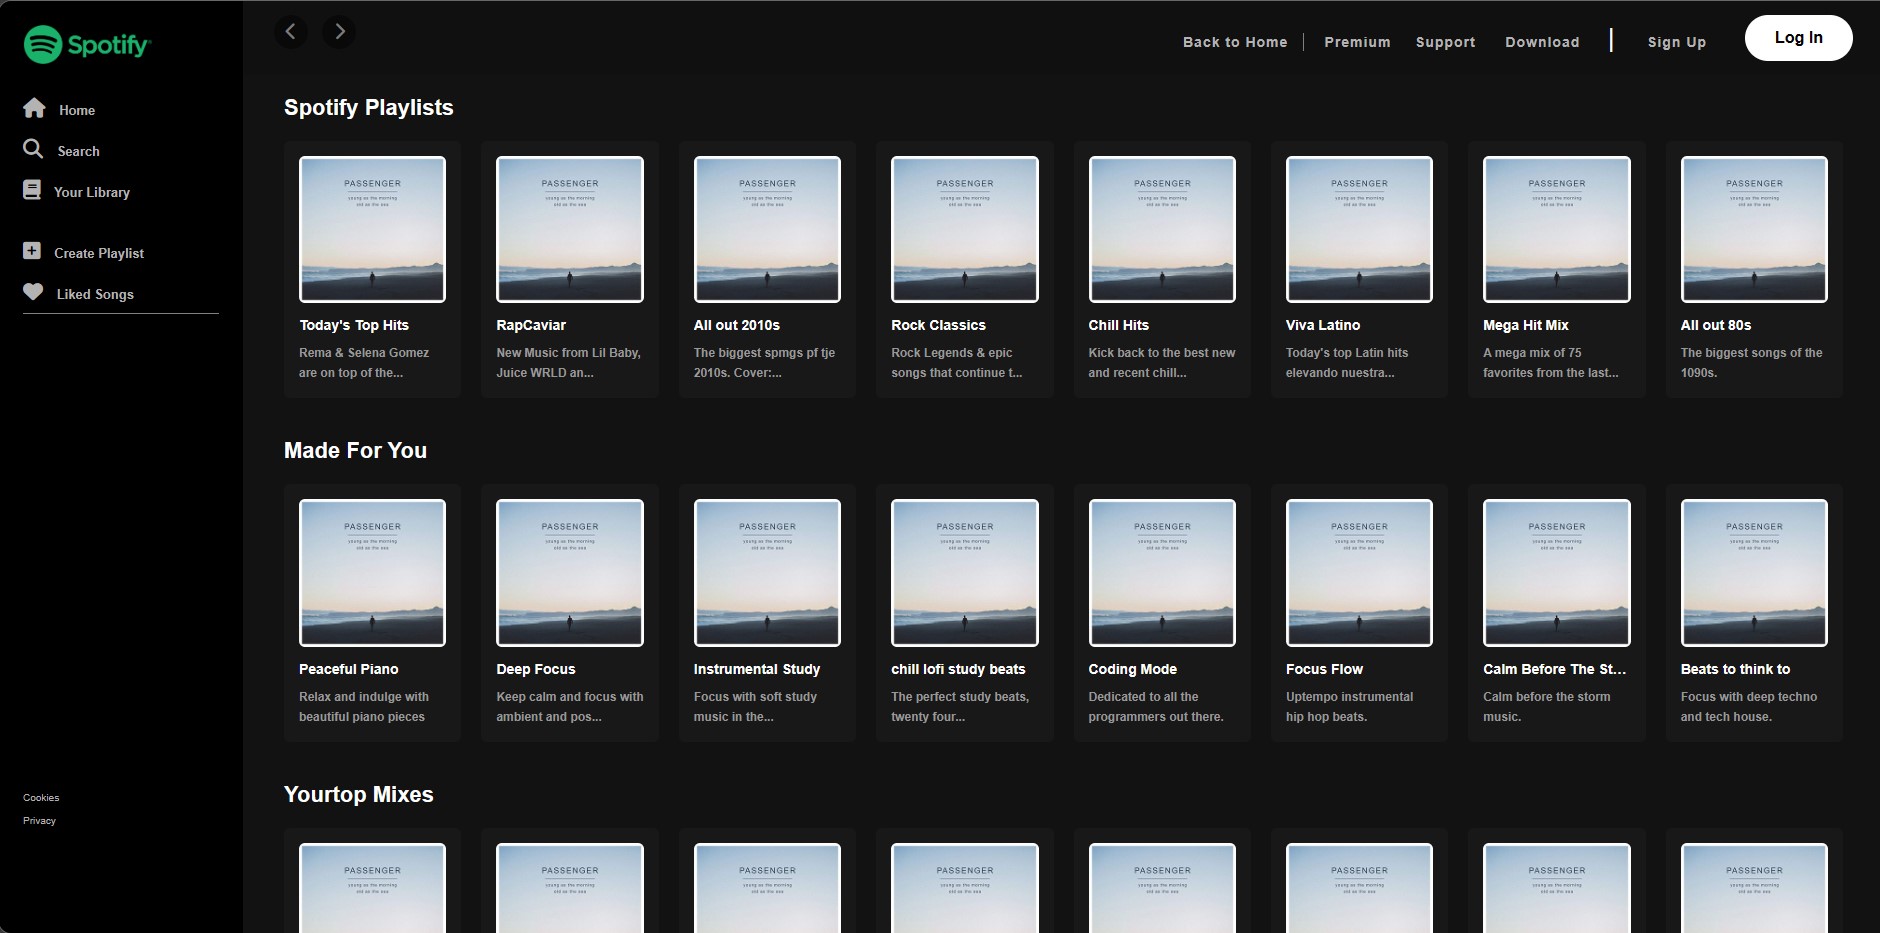 Spotify
Home
Search
Your Library
Create Playlist
Liked Songs
Cookies
Privacy
Back to Home
Premium
Support
Download
Sign Up
Log In
Spotify Playlists
PASSENGER
young as the morning
old as the sea
Today's Top Hits
Rema & Selena Gomez
are on top of the...
PASSENGER
young as the morning
old as the sea
RapCaviar
New Music from Lil Baby,
Juice WRLD an...
PASSENGER
young as the morning
old as the sea
All out 2010s
The biggest spmgs pf tje
2010s. Cover:...
PASSENGER
young as the morning
old as the sea
Rock Classics
Rock Legends & epic
songs that continue t...
PASSENGER
young as the morning
old as the sea
Chill Hits
Kick back to the best new
and recent chill...
PASSENGER
young as the morning
old as the sea
Viva Latino
Today's top Latin hits
elevando nuestra...
PASSENGER
young as the morning
old as the sea
Mega Hit Mix
A mega mix of 75
favorites from the last...
PASSENGER
young as the morning
old as the sea
All out 80s
The biggest songs of the
1090s.
Made For You
PASSENGER
young as the morning
old as the sea
Peaceful Piano
Relax and indulge with
beautiful piano pieces
PASSENGER
young as the morning
old as the sea
Deep Focus
Keep calm and focus with
ambient and pos...
PASSENGER
young as the morning
old as the sea
Instrumental Study
Focus with soft study
music in the...
PASSENGER
young as the morning
old as the sea
chill lofi study beats
The perfect study beats,
twenty four...
PASSENGER
young as the morning
old as the sea
Coding Mode
Dedicated to all the
programmers out there.
PASSENGER
young as the morning
old as the sea
Focus Flow
Uptempo instrumental
hip hop beats.
PASSENGER
young as the morning
old as the sea
Calm Before The St...
Calm before the storm
music.
PASSENGER
young as the morning
old as the sea
Beats to think to
Focus with deep techno
and tech house.
Yourtop Mixes
PASSENGER
young as the morning
old as the sea
PASSENGER
young as the morning
old as the sea
PASSENGER
young as the morning
old as the sea
PASSENGER
young as the morning
old as the sea
PASSENGER
young as the morning
old as the sea
PASSENGER
young as the morning
old as the sea
PASSENGER
young as the morning
old as the sea
PASSENGER
young as the morning
old as the sea